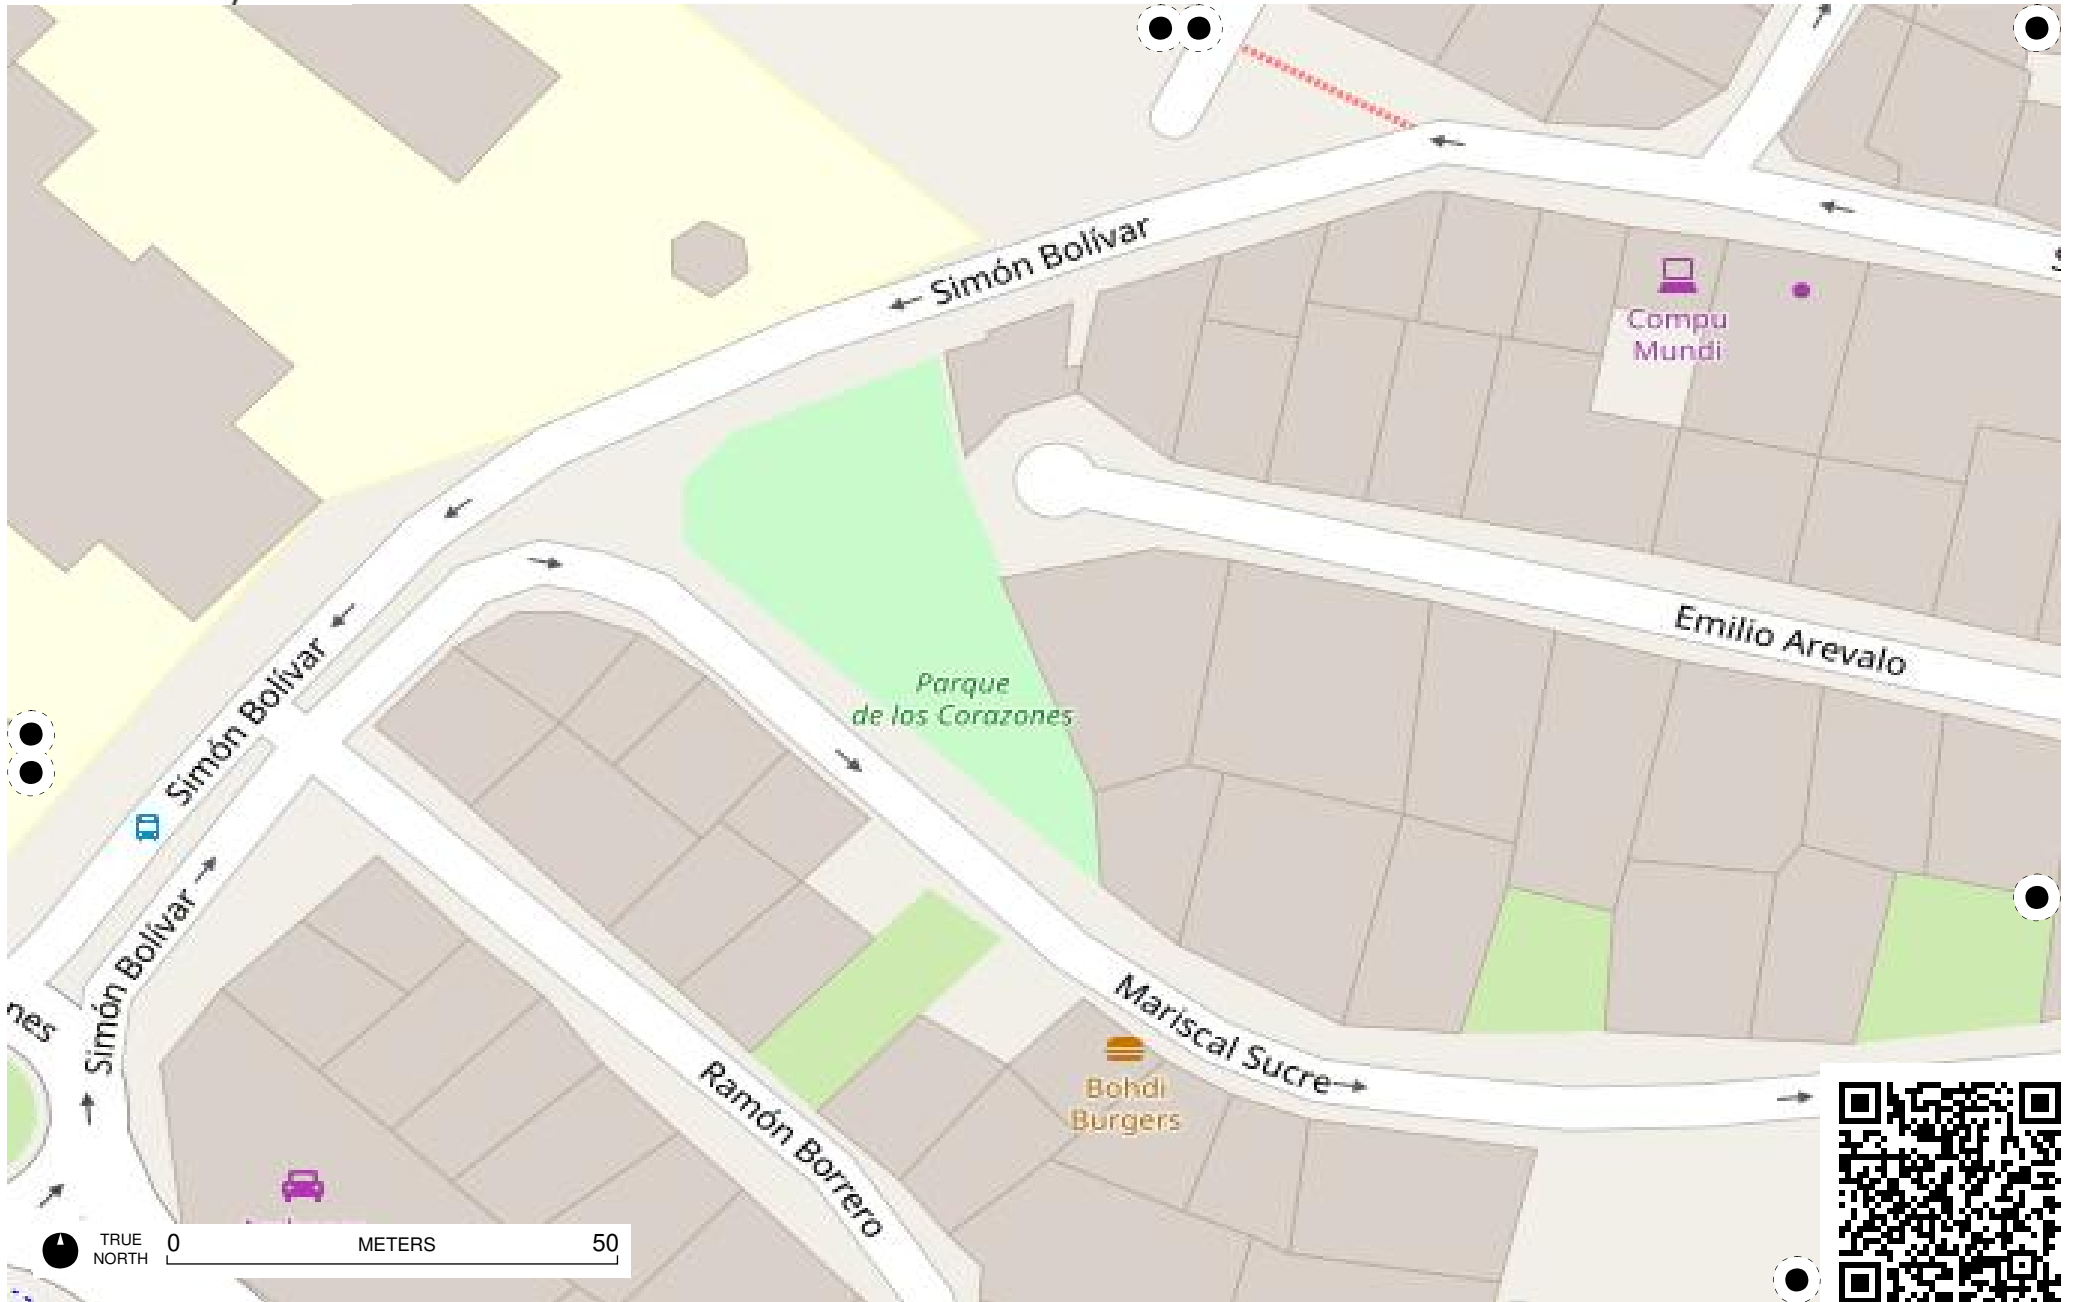 Simón Bolívar
Compu
Mundi
Emilio Arevalo
Simón Bolívar
Parque
de los Corazones
Simón Bolívar
nes
Mariscal Sucre
Bohdi
Burgers
Ramón Borrero
TRUE
NORTH
0 METERS 50